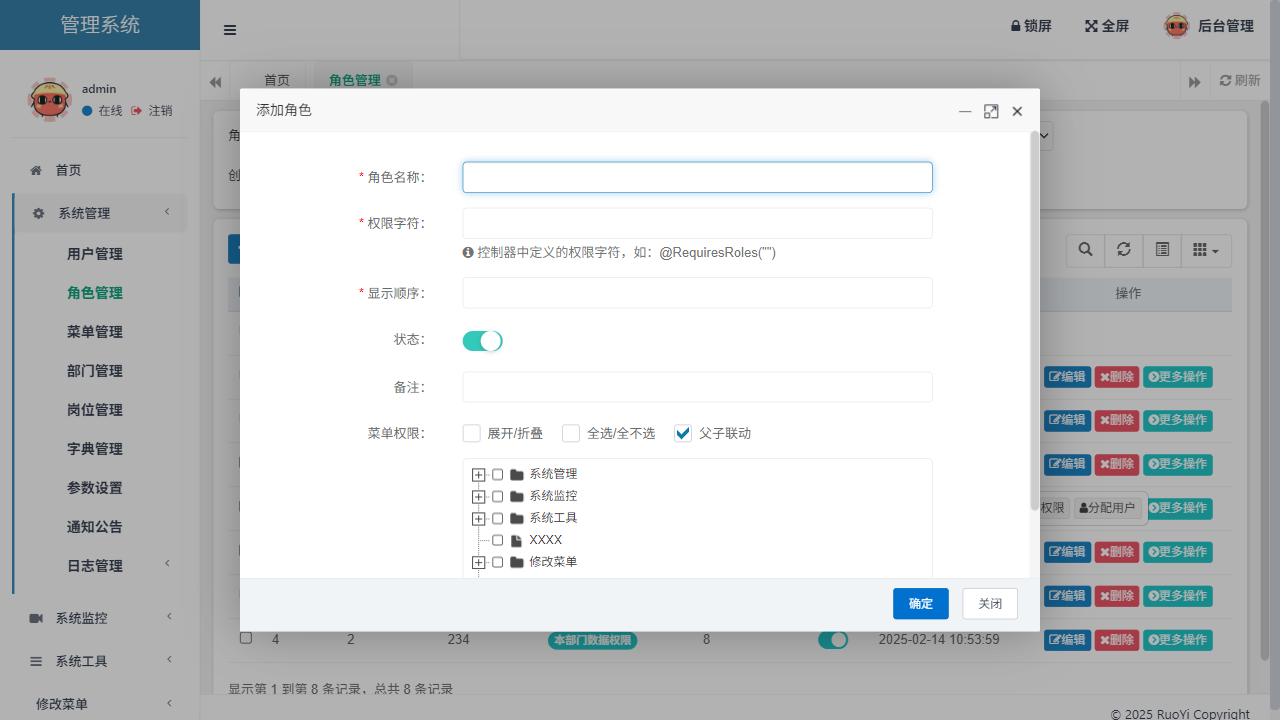 管理系统
锁屏
全屏
后台管理
admin
在线
注销
首页
角色管理
刷新
首页
系统管理
用户管理
角色管理
菜单管理
部门管理
岗位管理
字典管理
参数设置
通知公告
日志管理
系统监控
系统工具
修改菜单
角
创
添加角色
* 角色名称：
* 权限字符：
控制器中定义的权限字符，如：@RequiresRoles("")
* 显示顺序：
状态：
备注：
菜单权限：
展开/折叠
全选/全不选
父子联动
系统管理
系统监控
系统工具
XXXX
修改菜单
确定
关闭
操作
编辑 删除 更多操作
编辑 删除 更多操作
编辑 删除 更多操作
权限 分配用户 更多操作
编辑 删除 更多操作
编辑 删除 更多操作
4 2 234 本部门数据权限 8 2025-02-14 10:53:59 编辑 删除 更多操作
显示第 1 到第 8 条记录，总共 8 条记录
© 2025 RuoYi Copyright